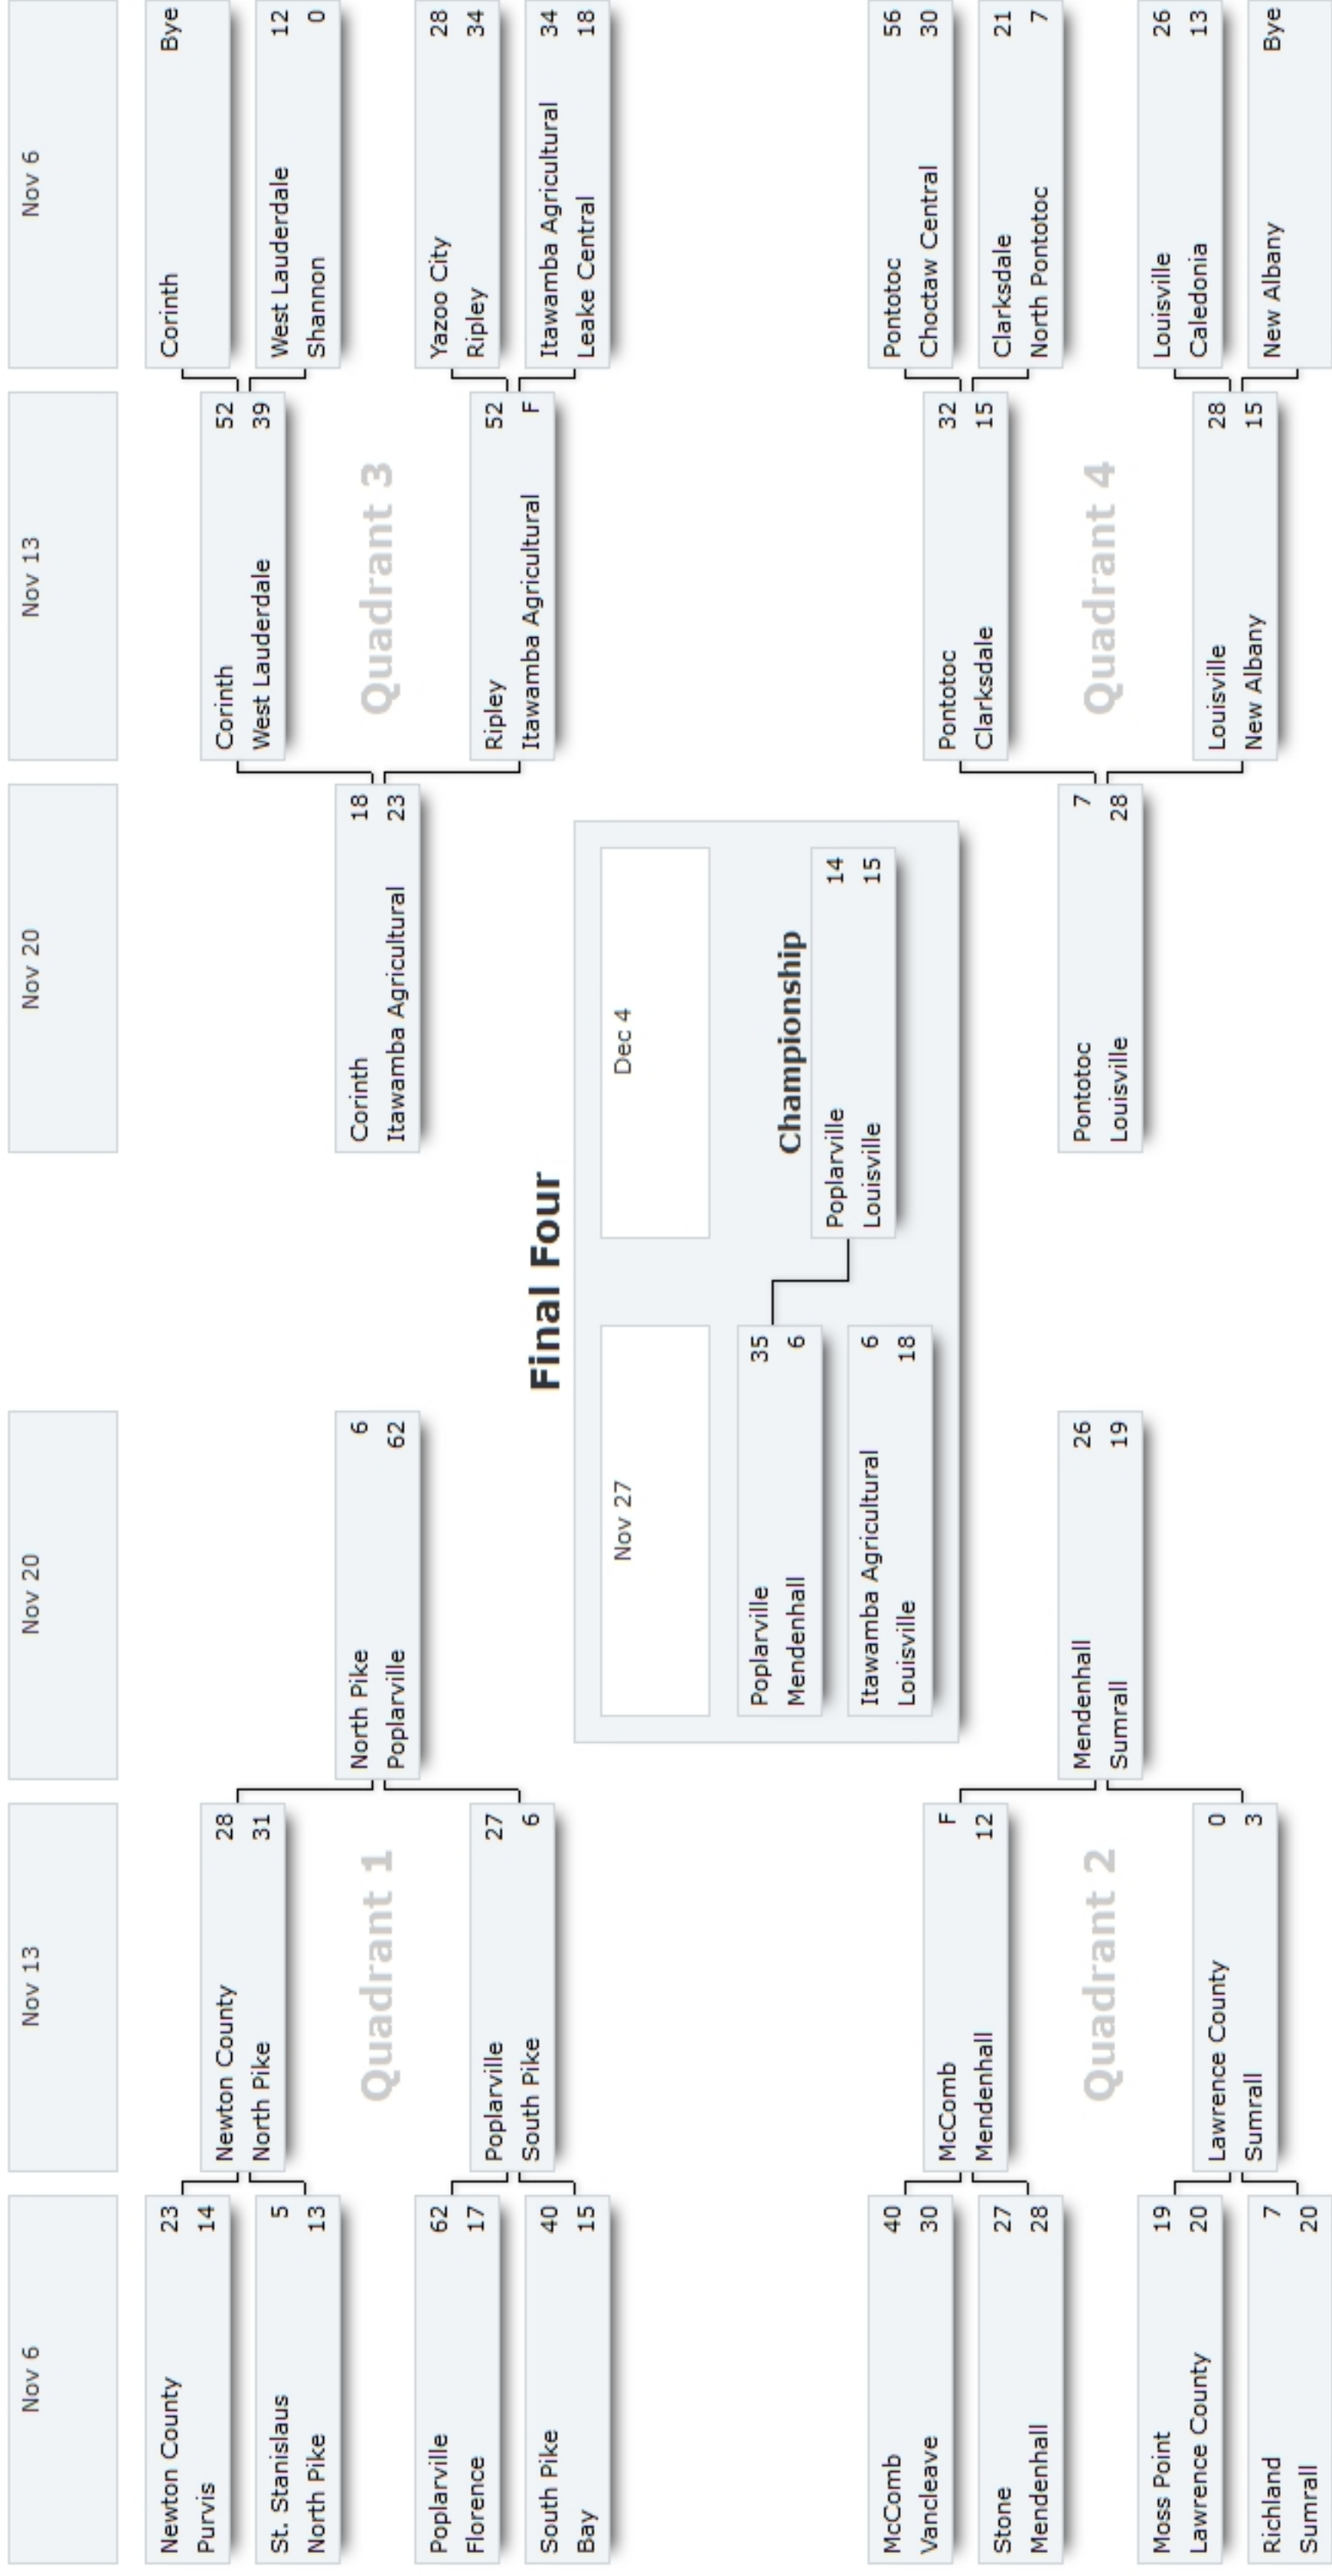 Nov 6
Nov 13
Nov 20
Nov 20
Nov 13
Nov 6
Newton County 23
Purvis 14
St. Stanislaus 5
North Pike 13
Newton County 28
North Pike 31
Quadrant 1
Poplarville 62
Florence 17
South Pike 40
Bay 15
Poplarville 27
South Pike 6
North Pike 6
Poplarville 62
Corinth 18
Itawamba Agricultural 23
Corinth 52
West Lauderdale 39
Quadrant 3
Ripley 52
Itawamba Agricultural F
Corinth Bye
West Lauderdale 12
Shannon 0
Yazoo City 28
Ripley 34
Itawamba Agricultural 34
Leake Central 18
Final Four
Nov 27
Dec 4
Poplarville 35
Mendenhall 6
Itawamba Agricultural 6
Louisville 18
Championship
Poplarville 14
Louisville 15
McComb 40
Vancleave 30
Stone 27
Mendenhall 28
McComb F
Mendenhall 12
Quadrant 2
Moss Point 19
Lawrence County 20
Richland 7
Sumrall 20
Lawrence County 0
Sumrall 3
Mendenhall 26
Sumrall 19
Pontotoc 7
Louisville 28
Pontotoc 32
Clarksdale 15
Quadrant 4
Louisville 28
New Albany 15
Pontotoc 56
Choctaw Central 30
Clarksdale 21
North Pontotoc 7
Louisville 26
Caledonia 13
New Albany Bye